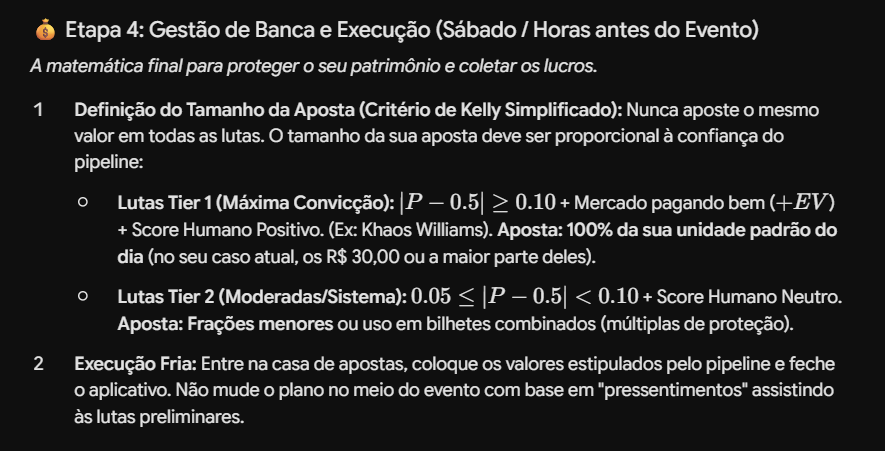 💰 Etapa 4: Gestão de Banca e Execução (Sábado / Horas antes do Evento)
A matemática final para proteger o seu patrimônio e coletar os lucros.
1 Definição do Tamanho da Aposta (Critério de Kelly Simplificado): Nunca aposte o mesmo
valor em todas as lutas. O tamanho da sua aposta deve ser proporcional à confiança do
pipeline:
○ Lutas Tier 1 (Máxima Convicção): |P − 0.5| ≥ 0.10 + Mercado pagando bem (+EV)
+ Score Humano Positivo. (Ex: Khaos Williams). Aposta: 100% da sua unidade padrão do
dia (no seu caso atual, os R$ 30,00 ou a maior parte deles).
○ Lutas Tier 2 (Moderadas/Sistema): 0.05 ≤ |P − 0.5| < 0.10 + Score Humano Neutro.
Aposta: Frações menores ou uso em bilhetes combinados (múltiplas de proteção).
2 Execução Fria: Entre na casa de apostas, coloque os valores estipulados pelo pipeline e feche
o aplicativo. Não mude o plano no meio do evento com base em "pressentimentos" assistindo
às lutas preliminares.